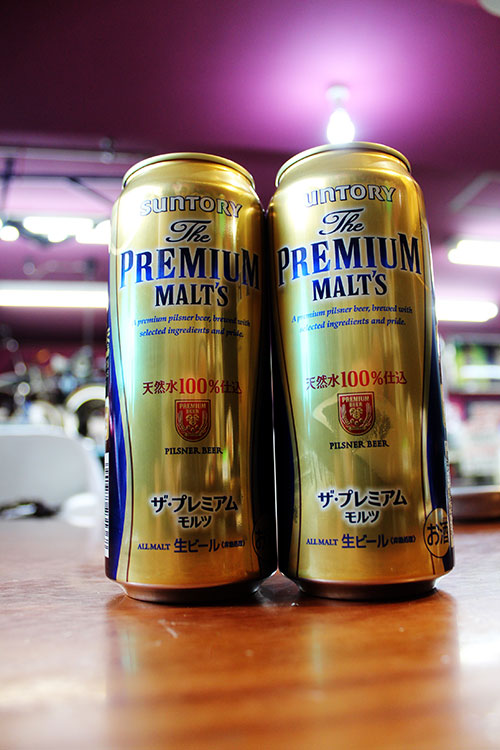 SUNTORY
The
PREMIUM
MALT'S
A premium pilsner beer, brewed with
selected ingredients and pride.
天然水100%仕込
PREMIUM
BEER
PILSNER BEER
ザ・プレミアム
モルツ
ALL MALT 生ビール
UNTORY
The
PREMIUM
MALT'S
A premium pilsner beer, brewed with
selected ingredients and pride.
天然水100%仕込
PREMIUM
BEER
PILSNER BEER
ザ・プレミアム
モルツ
ALL MALT 生ビール
お酒